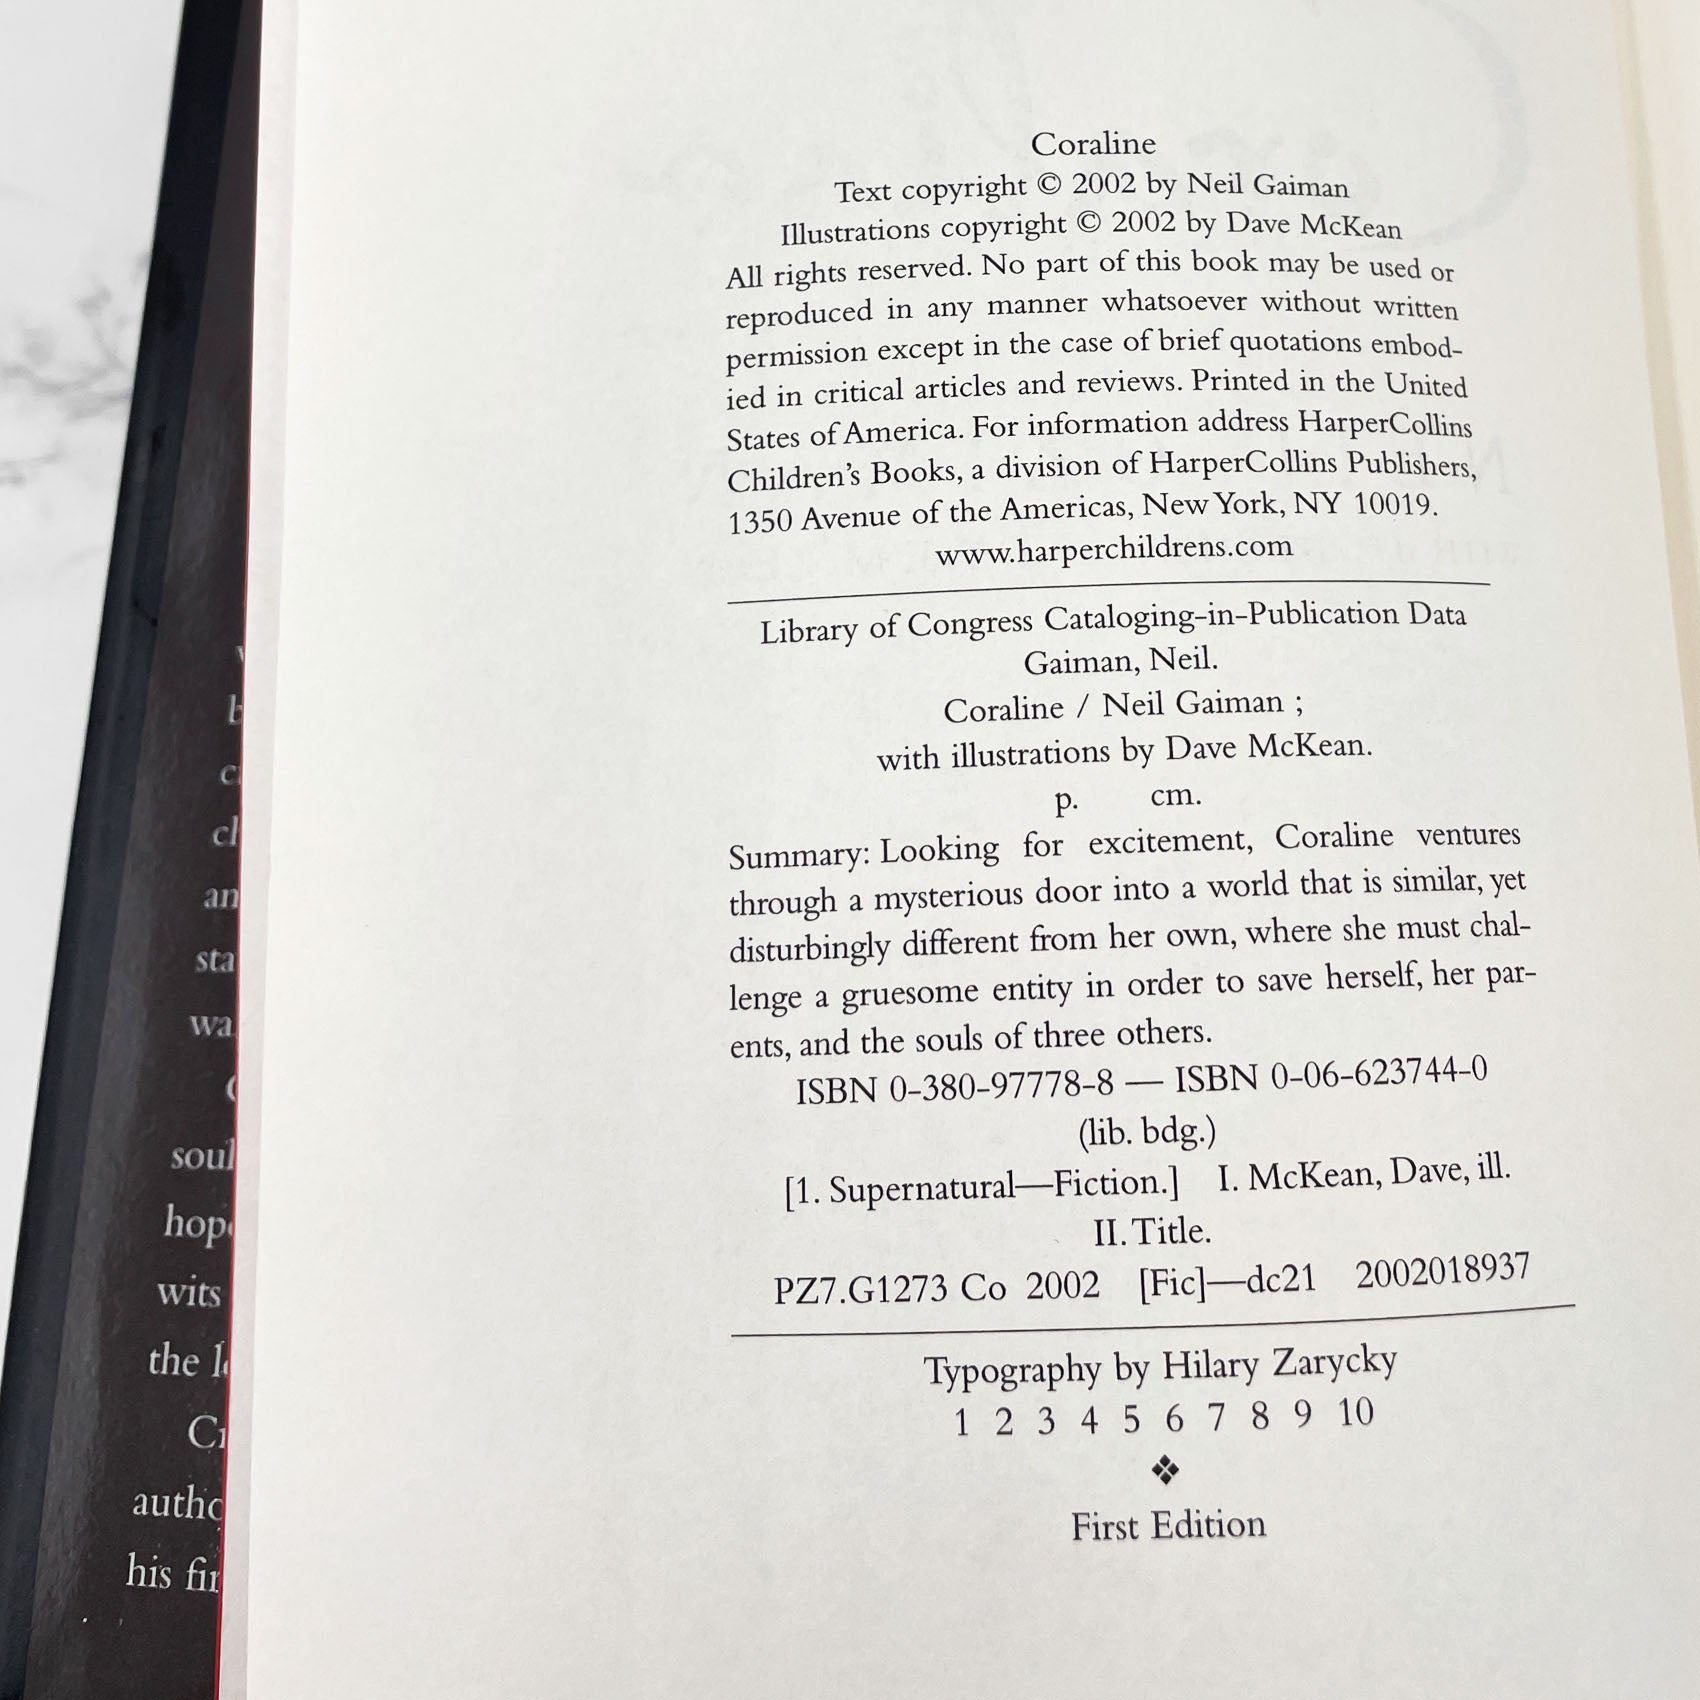 Coraline
Text copyright © 2002 by Neil Gaiman
Illustrations copyright © 2002 by Dave McKean
All rights reserved. No part of this book may be used or
reproduced in any manner whatsoever without written
permission except in the case of brief quotations embod-
ied in critical articles and reviews. Printed in the United
States of America. For information address HarperCollins
Children's Books, a division of HarperCollins Publishers,
1350 Avenue of the Americas, New York, NY 10019.
www.harperchildrens.com
Library of Congress Cataloging-in-Publication Data
Gaiman, Neil.
Coraline / Neil Gaiman ;
with illustrations by Dave McKean.
p. cm.
Summary: Looking for excitement, Coraline ventures
through a mysterious door into a world that is similar, yet
disturbingly different from her own, where she must chal-
lenge a gruesome entity in order to save herself, her par-
ents, and the souls of three others.
ISBN 0-380-97778-8 — ISBN 0-06-623744-0
(lib. bdg.)
[1. Supernatural—Fiction.] I. McKean, Dave, ill.
II. Title.
PZ7.G1273 Co 2002 [Fic]—dc21 2002018937
Typography by Hilary Zarycky
1 2 3 4 5 6 7 8 9 10
❖
First Edition
wits
the
his